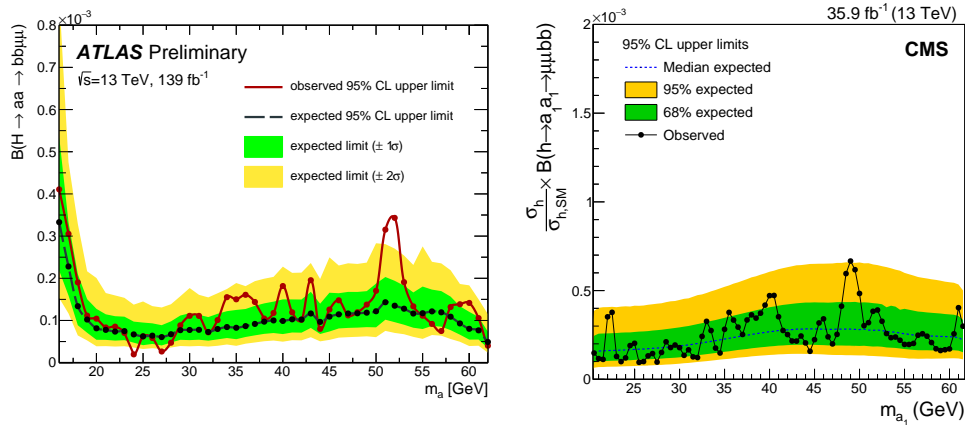 ×10⁻³
0.8
0.7
0.6
0.5
0.4
0.3
0.2
0.1
0
B(H → aa → bbμμ)
ATLAS Preliminary
√s=13 TeV, 139 fb⁻¹
observed 95% CL upper limit
expected 95% CL upper limit
expected limit (± 1σ)
expected limit (± 2σ)
20 25 30 35 40 45 50 55 60
mₐ [GeV]
×10⁻³
35.9 fb⁻¹ (13 TeV)
2
1.5
1
0.5
0
σₕ/σₕ,SM × B(h→a₁a₁→μμbb)
CMS
95% CL upper limits
Median expected
95% expected
68% expected
Observed
25 30 35 40 45 50 55 60
mₐ₁ (GeV)